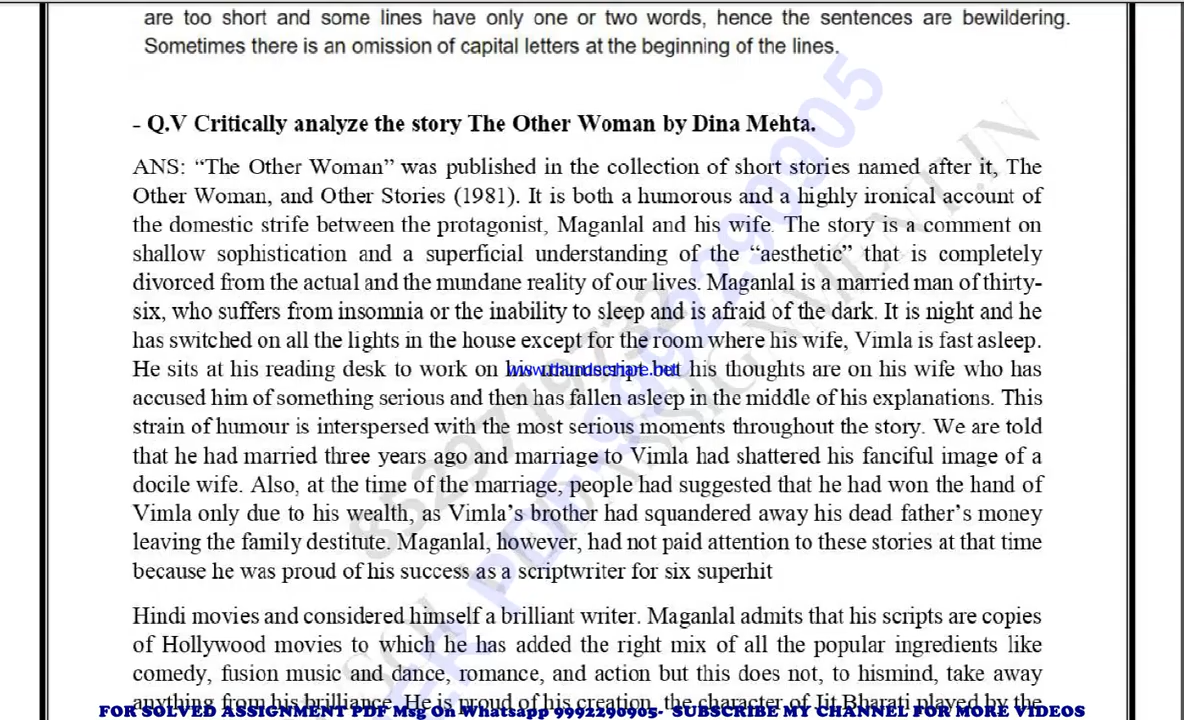 are too short and some lines have only one or two words, hence the sentences are bewildering.
Sometimes there is an omission of capital letters at the beginning of the lines.
- Q.V Critically analyze the story The Other Woman by Dina Mehta.
ANS: “The Other Woman” was published in the collection of short stories named after it, The
Other Woman, and Other Stories (1981). It is both a humorous and a highly ironical account of
the domestic strife between the protagonist, Maganlal and his wife. The story is a comment on
shallow sophistication and a superficial understanding of the “aesthetic” that is completely
divorced from the actual and the mundane reality of our lives. Maganlal is a married man of thirty-
six, who suffers from insomnia or the inability to sleep and is afraid of the dark. It is night and he
has switched on all the lights in the house except for the room where his wife, Vimla is fast asleep.
He sits at his reading desk to work on his manuscript but his thoughts are on his wife who has
accused him of something serious and then has fallen asleep in the middle of his explanations. This
strain of humour is interspersed with the most serious moments throughout the story. We are told
that he had married three years ago and marriage to Vimla had shattered his fanciful image of a
docile wife. Also, at the time of the marriage, people had suggested that he had won the hand of
Vimla only due to his wealth, as Vimla’s brother had squandered away his dead father’s money
leaving the family destitute. Maganlal, however, had not paid attention to these stories at that time
because he was proud of his success as a scriptwriter for six superhit
Hindi movies and considered himself a brilliant writer. Maganlal admits that his scripts are copies
of Hollywood movies to which he has added the right mix of all the popular ingredients like
comedy, fusion music and dance, romance, and action but this does not, to hismind, take away
anything from his brilliance. He is proud of his creation, the character of Jit Bharati played by the
FOR SOLVED ASSIGNMENT PDF Msg On Whatsapp 9992290905- SUBSCRIBE MY CHANNEL FOR MORE VIDEOS